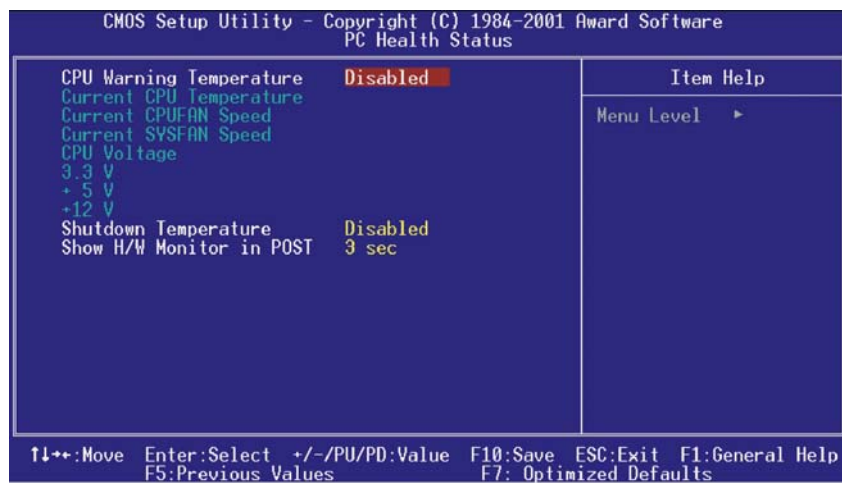 CMOS Setup Utility – Copyright (C) 1984-2001 Award Software
PC Health Status
CPU Warning Temperature Disabled
Current CPU Temperature
Current CPUFAN Speed
Current SYSFAN Speed
CPU Voltage
3.3 V
+ 5 V
+12 V
Shutdown Temperature Disabled
Show H/W Monitor in POST 3 sec
Item Help
Menu Level ►
↑↓→←:Move Enter:Select +/-/PU/PD:Value F10:Save ESC:Exit F1:General Help
F5:Previous Values F7: Optimized Defaults